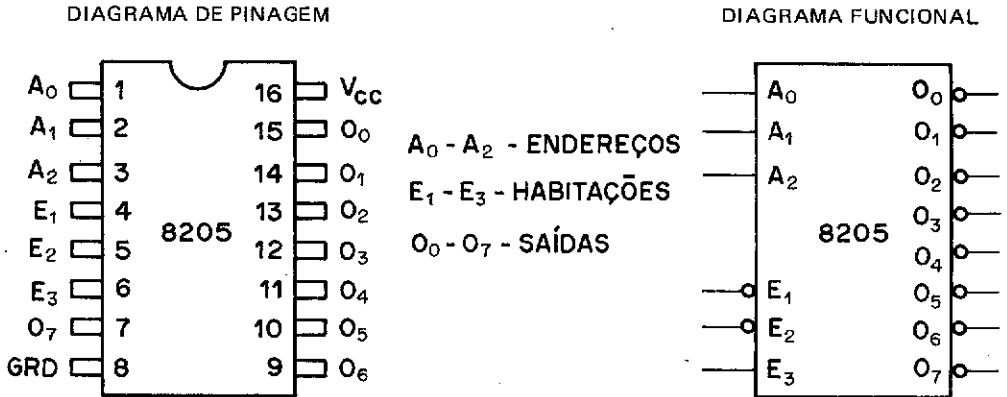 DIAGRAMA DE PINAGEM
A0 1
A1 2
A2 3
E1 4
E2 5
E3 6
O7 7
GRD 8
8205
16 VCC
15 O0
14 O1
13 O2
12 O3
11 O4
10 O5
9 O6
A0 - A2 - ENDEREÇOS
E1 - E3 - HABITAÇÕES
O0 - O7 - SAÍDAS
DIAGRAMA FUNCIONAL
A0
A1
A2
E1
E2
E3
8205
O0
O1
O2
O3
O4
O5
O6
O7